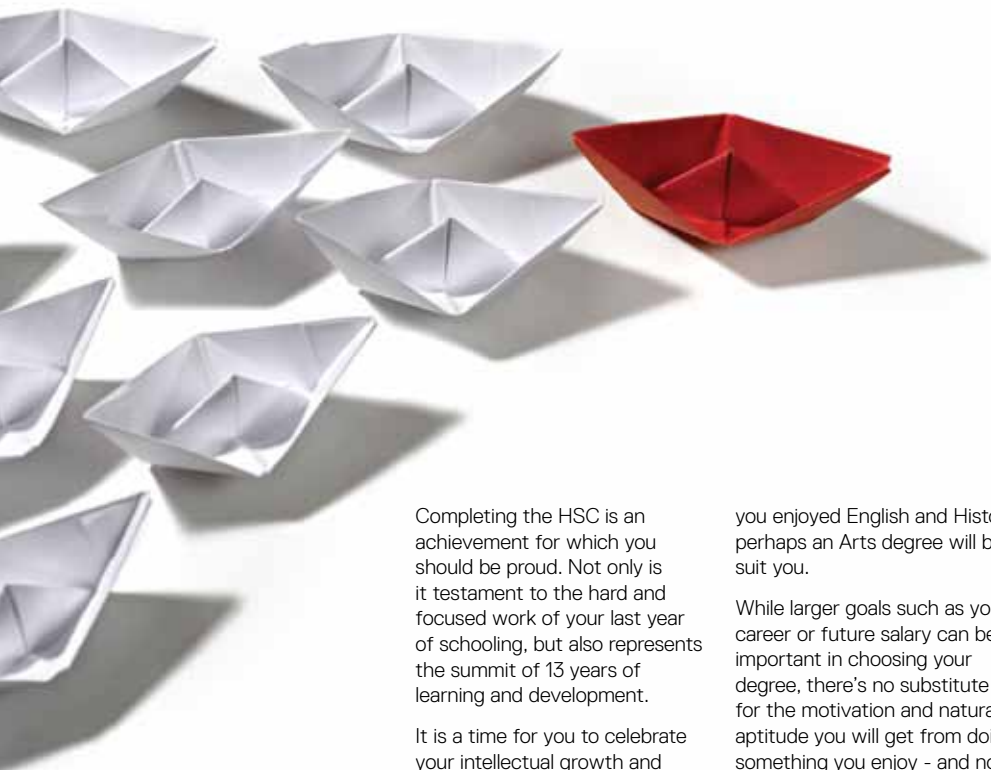 Completing the HSC is an
achievement for which you
should be proud. Not only is
it testament to the hard and
focused work of your last year
of schooling, but also represents
the summit of 13 years of
learning and development.
It is a time for you to celebrate
your intellectual growth and
you enjoyed English and
perhaps an Arts degree will
suit you.
While larger goals such as
career or future salary can
important in choosing your
degree, there's no substitute
for the motivation and
aptitude you will get from
something you enjoy - and